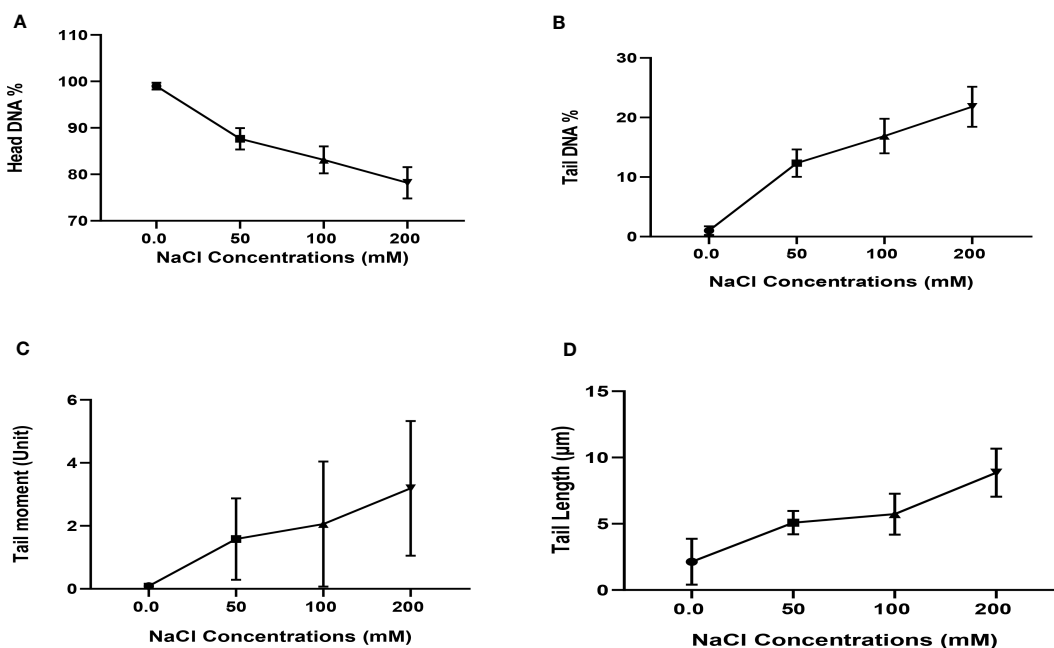 A
Head DNA %
110
100
90
80
70
0.0 50 100 200
NaCl Concentrations (mM)
B
Tail DNA %
30
20
10
0
0.0 50 100 200
NaCl Concentrations (mM)
C
Tail moment (Unit)
6
4
2
0
0.0 50 100 200
NaCl Concentrations (mM)
D
Tail Length (µm)
15
10
5
0
0.0 50 100 200
NaCl Concentrations (mM)